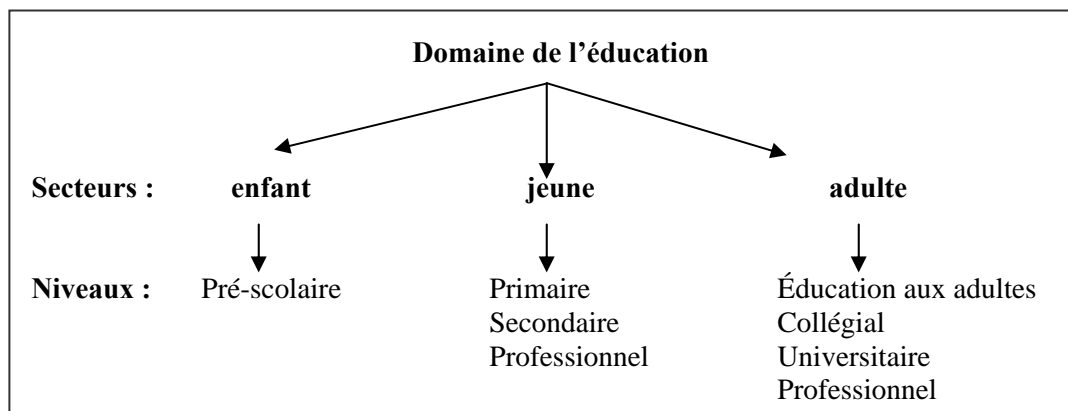 Domaine de l’éducation
Secteurs : enfant jeune adulte
Niveaux : Pré-scolaire Primaire Éducation aux adultes
Secondaire Collégial
Professionnel Universitaire
Professionnel